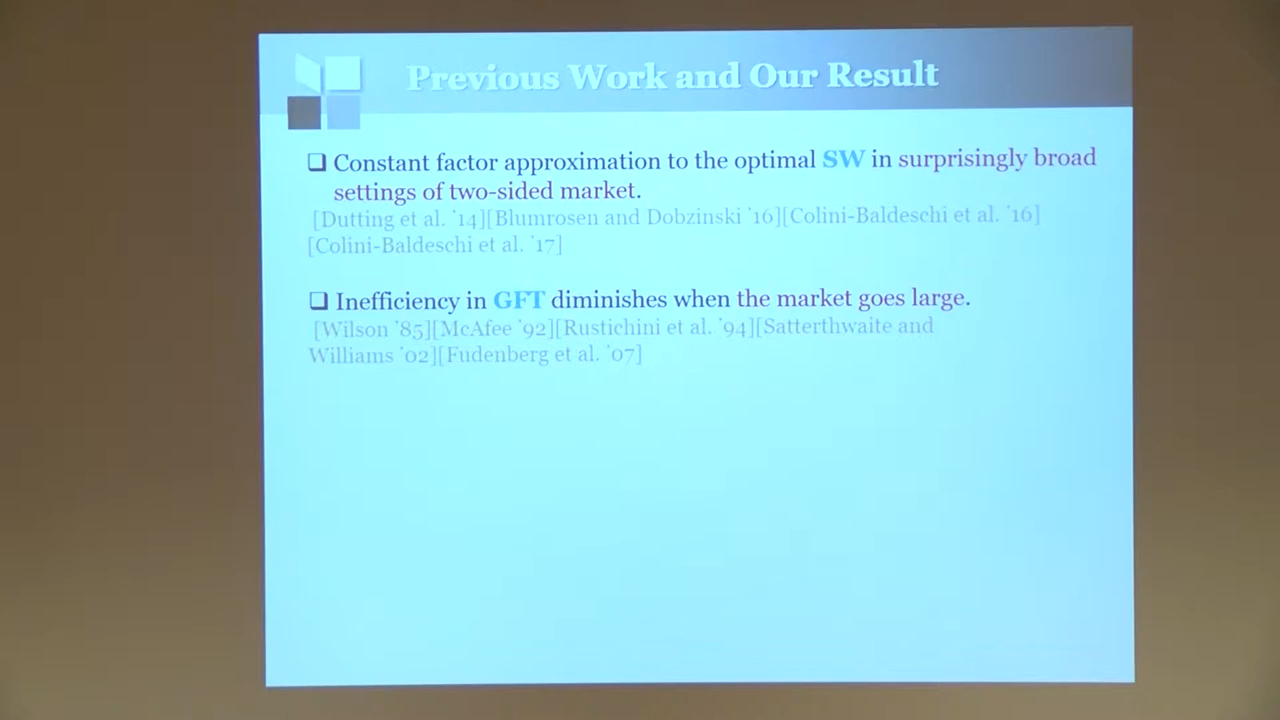 Previous Work and Our Result
❑ Constant factor approximation to the optimal SW in surprisingly broad
settings of two-sided market.
[Dutting et al. '14][Blumrosen and Dobzinski '16][Colini-Baldeschi et al. '16]
[Colini-Baldeschi et al. '17]
❑ Inefficiency in GFT diminishes when the market goes large.
[Wilson '85][McAfee '92][Rustichini et al. '94][Satterthwaite and
Williams '02][Fudenberg et al. '07]